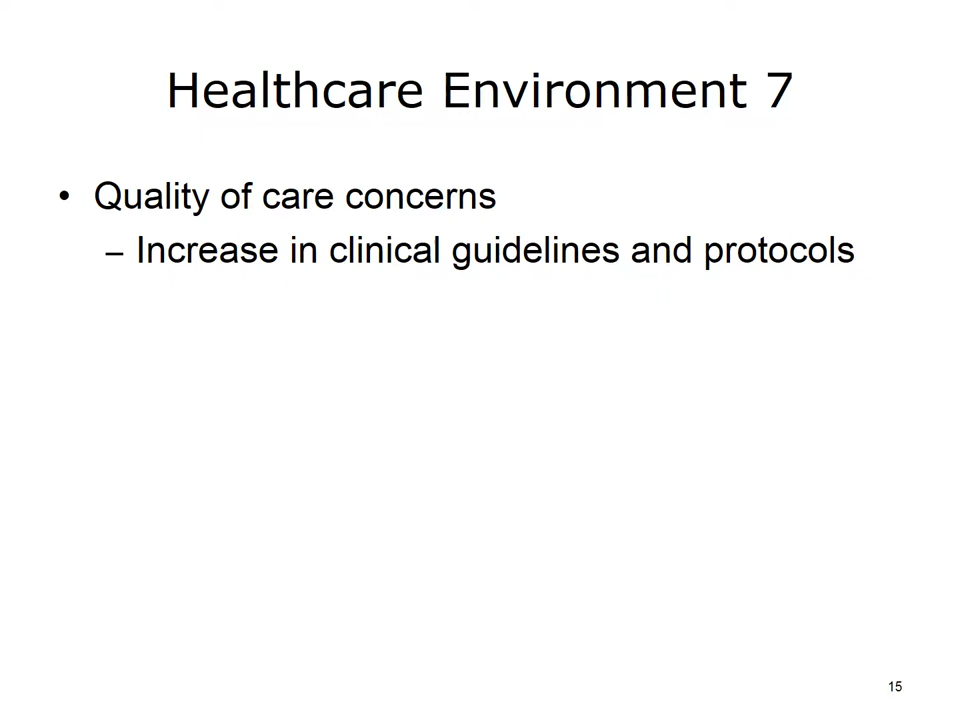 Healthcare Environment 7
• Quality of care concerns
– Increase in clinical guidelines and protocols
15